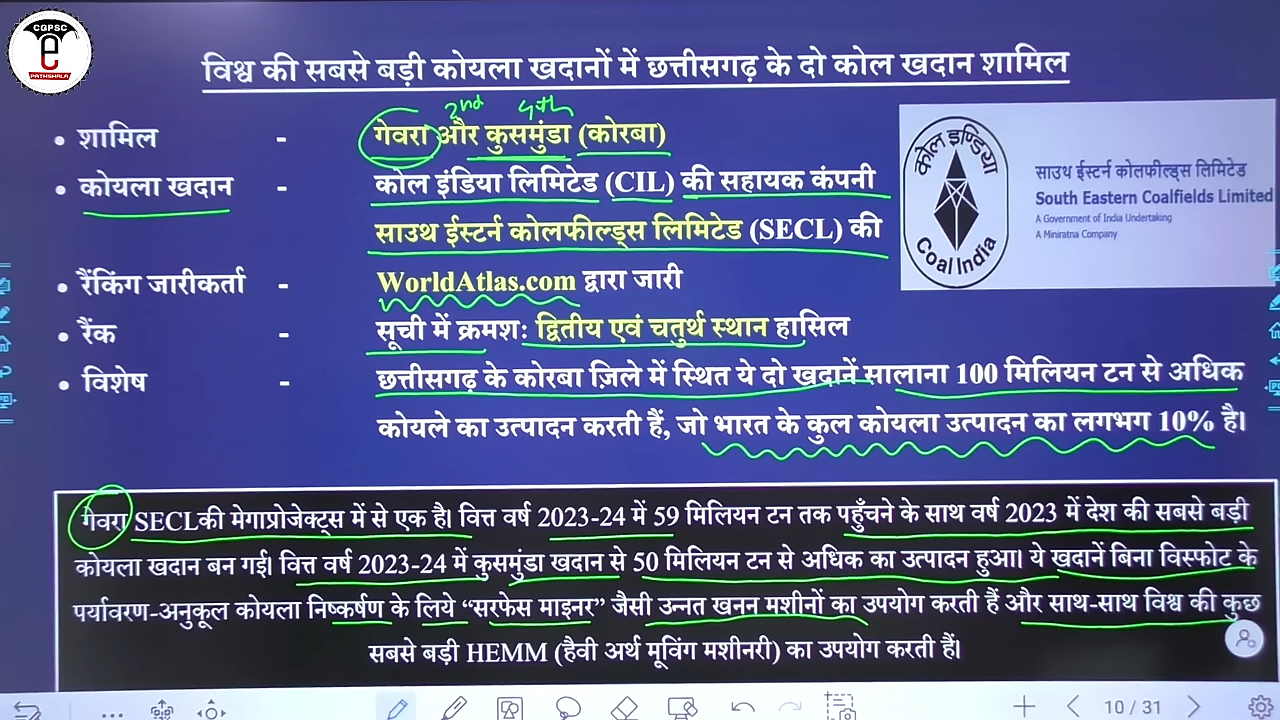 CGPSC
e
PATHSHALA
विश्व की सबसे बड़ी कोयला खदानों में छत्तीसगढ़ के दो कोल खदान शामिल
2nd 4th
• शामिल - गेवरा और कुसमुंडा (कोरबा)
• कोयला खदान - कोल इंडिया लिमिटेड (CIL) की सहायक कंपनी
साउथ ईस्टर्न कोलफील्ड्स लिमिटेड (SECL) की
• रैंकिंग जारीकर्ता - WorldAtlas.com द्वारा जारी
• रैंक - सूची में क्रमशः द्वितीय एवं चतुर्थ स्थान हासिल
• विशेष - छत्तीसगढ़ के कोरबा ज़िले में स्थित ये दो खदानें सालाना 100 मिलियन टन से अधिक
कोयले का उत्पादन करती हैं, जो भारत के कुल कोयला उत्पादन का लगभग 10% है।
कोल इण्डिया
Coal India
साउथ ईस्टर्न कोलफील्ड्स लिमिटेड
South Eastern Coalfields Limited
A Government of India Undertaking
A Miniratna Company
गेवरा SECLकी मेगाप्रोजेक्ट्स में से एक है। वित्त वर्ष 2023-24 में 59 मिलियन टन तक पहुँचने के साथ वर्ष 2023 में देश की सबसे बड़ी
कोयला खदान बन गई। वित्त वर्ष 2023-24 में कुसमुंडा खदान से 50 मिलियन टन से अधिक का उत्पादन हुआ। ये खदानें बिना विस्फोट के
पर्यावरण-अनुकूल कोयला निष्कर्षण के लिये “सरफेस माइनर” जैसी उन्नत खनन मशीनों का उपयोग करती हैं और साथ-साथ विश्व की कुछ
सबसे बड़ी HEMM (हैवी अर्थ मूविंग मशीनरी) का उपयोग करती हैं।
10 / 31